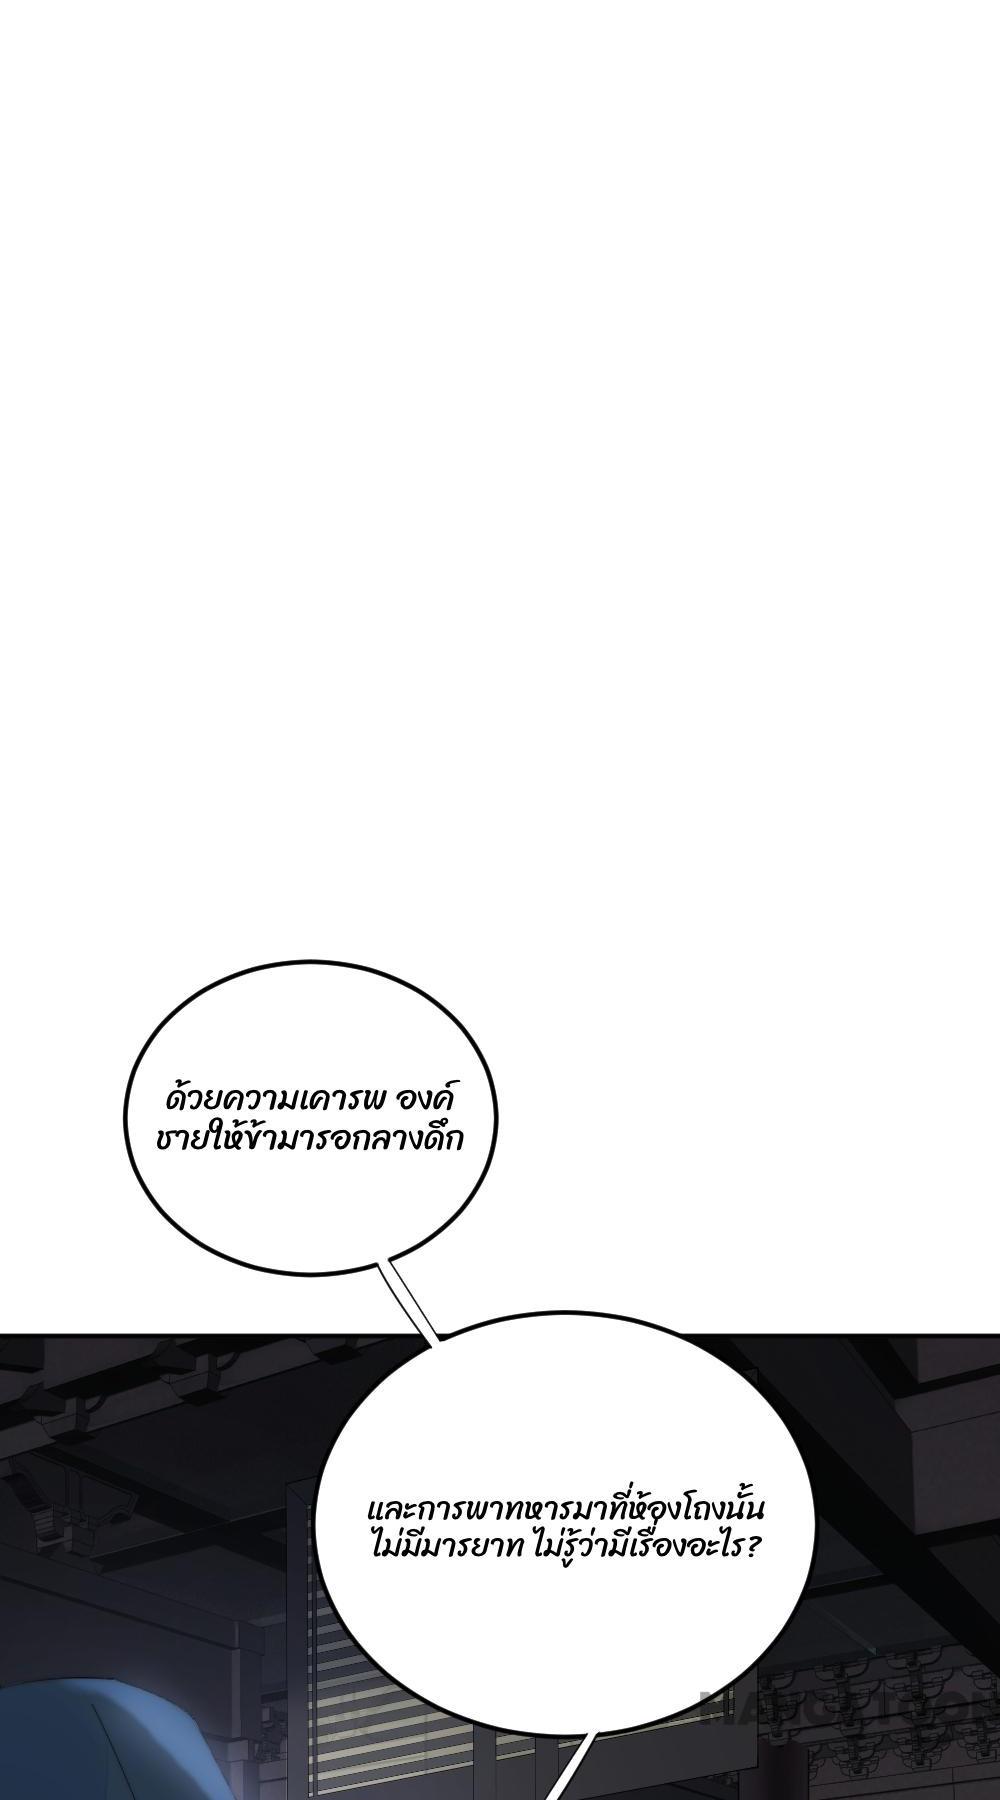 ด้วยความเคารพ องค์
ชายให้ข้ามารอกลางดึก
และการพาทหารมาที่ห้องโถงนั้น
ไม่มีมารยาท ไม่รู้ว่ามีเรื่องอะไร?
MANGATOON